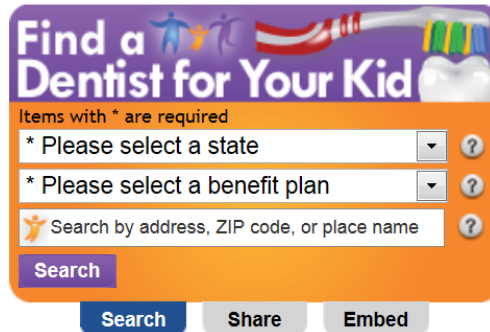 Find a
Dentist for Your Kid
Items with * are required
* Please select a state
?
* Please select a benefit plan
?
Search by address, ZIP code, or place name
?
Search
Search Share Embed